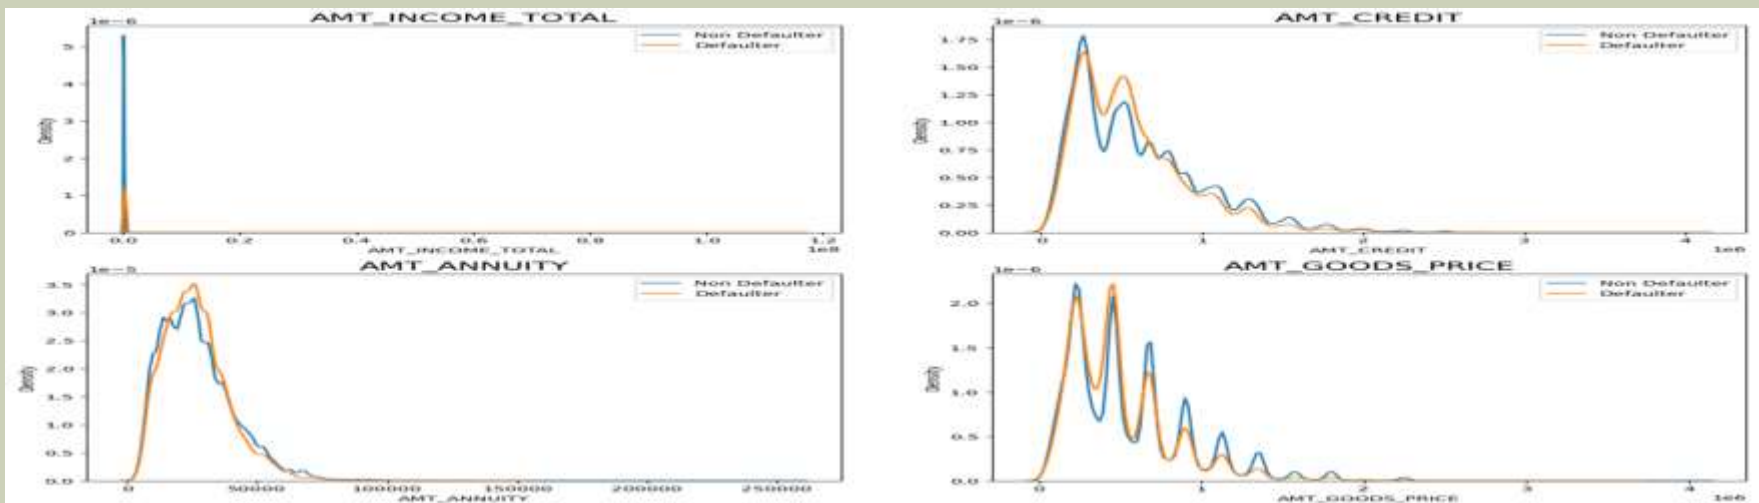 AMT_INCOME_TOTAL
1e-6
Non Defaulter
Defaulter
5
4
3
2
1
0
Density
0.0 0.2 0.4 0.6 0.8 1.0 1.2
AMT_INCOME_TOTAL
1e8
AMT_CREDIT
1e-6
Non Defaulter
Defaulter
1.75
1.50
1.25
1.00
0.75
0.50
0.25
0.00
Density
0 1 2 3 4
AMT_CREDIT
1e6
AMT_ANNUITY
1e-5
Non Defaulter
Defaulter
3.5
3.0
2.5
2.0
1.5
1.0
0.5
0.0
Density
0 50000 100000 150000 200000 250000
AMT_ANNUITY
AMT_GOODS_PRICE
1e-6
Non Defaulter
Defaulter
2.0
1.5
1.0
0.5
0.0
Density
0 1 2 3 4
AMT_GOODS_PRICE
1e6